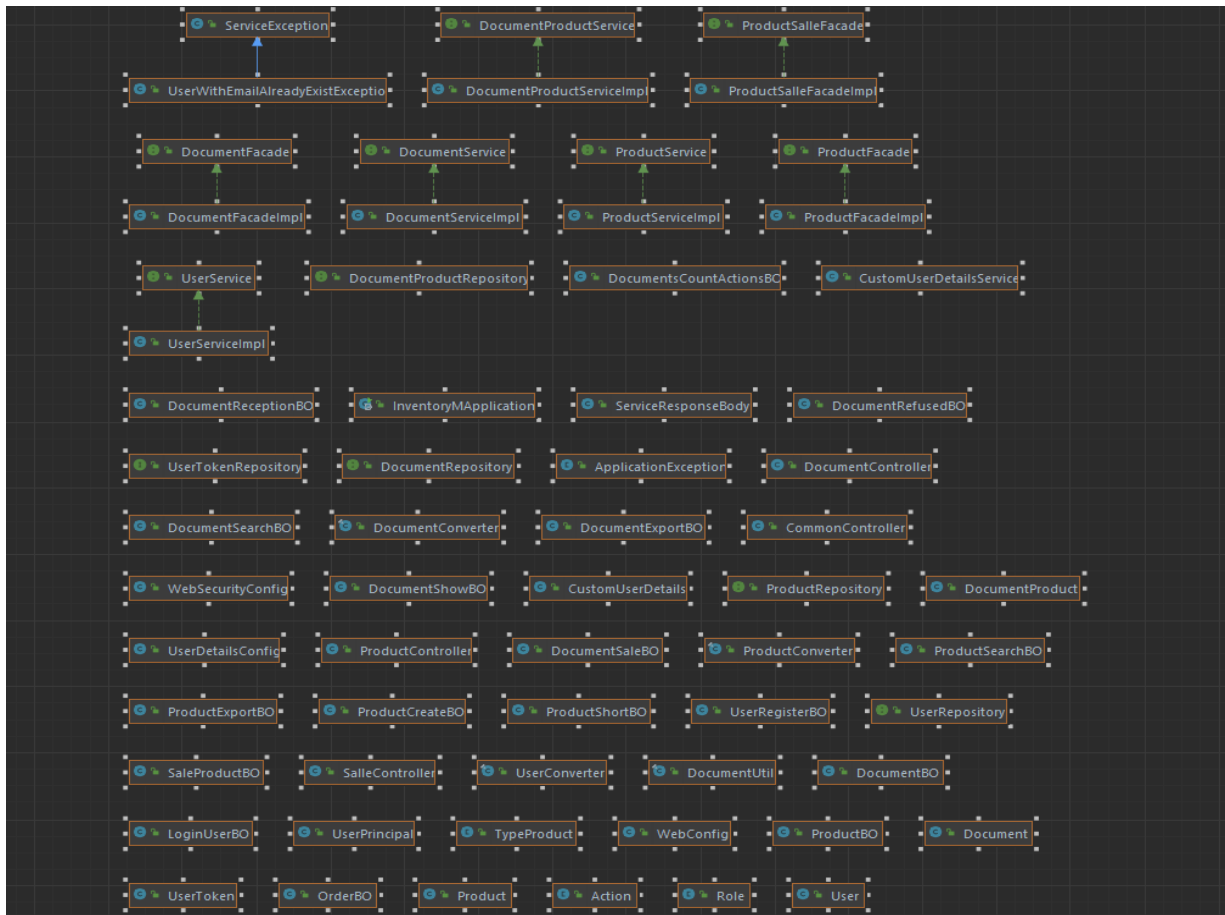 ServiceException DocumentProductService ProductSalleFacade
UserWithEmailAlreadyExistExceptio DocumentProductServiceImpl ProductSalleFacadeImpl
DocumentFacade DocumentService ProductService ProductFacade
DocumentFacadeImpl DocumentServiceImpl ProductServiceImpl ProductFacadeImpl
UserService DocumentProductRepository DocumentsCountActionsBO CustomUserDetailsService
UserServiceImpl
DocumentReceptionBO InventoryMApplication ServiceResponseBody DocumentRefusedBO
UserTokenRepository DocumentRepository ApplicationException DocumentController
DocumentSearchBO DocumentConverter DocumentExportBO CommonController
WebSecurityConfig DocumentShowBO CustomUserDetails ProductRepository DocumentProduct
UserDetailsConfig ProductController DocumentSaleBO ProductConverter ProductSearchBO
ProductExportBO ProductCreateBO ProductShortBO UserRegisterBO UserRepository
SaleProductBO SalleController UserConverter DocumentUtil DocumentBO
LoginUserBO UserPrincipal TypeProduct WebConfig ProductBO Document
UserToken OrderBO Product Action Role User